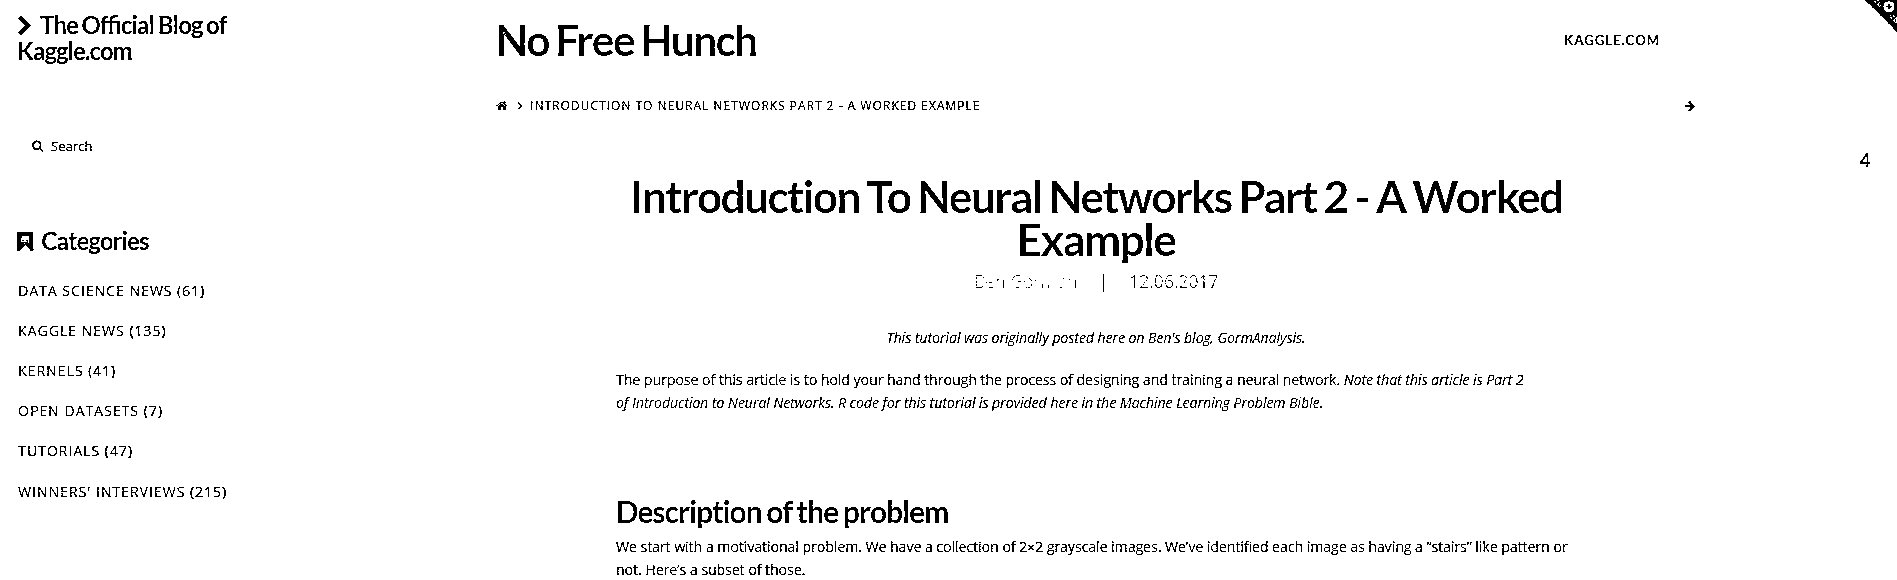 The Official Blog of
Kaggle.com
No Free Hunch
KAGGLE.COM
INTRODUCTION TO NEURAL NETWORKS PART 2 - A WORKED EXAMPLE
Search
4
Introduction To Neural Networks Part 2 - A Worked
Example
Ben | 12.06.2017
Categories
DATA SCIENCE NEWS (61)
KAGGLE NEWS (135)
KERNELS (41)
OPEN DATASETS (7)
TUTORIALS (47)
WINNERS' INTERVIEWS (215)
This tutorial was originally posted here on Ben's blog, GormAnalysis.
The purpose of this article is to hold your hand through the process of designing and training a neural network. Note that this article is Part 2
of Introduction to Neural Networks. R code for this tutorial is provided here in the Machine Learning Problem Bible.
Description of the problem
We start with a motivational problem. We have a collection of 2×2 grayscale images. We've identified each image as having a "stairs" like pattern or
not. Here's a subset of those.